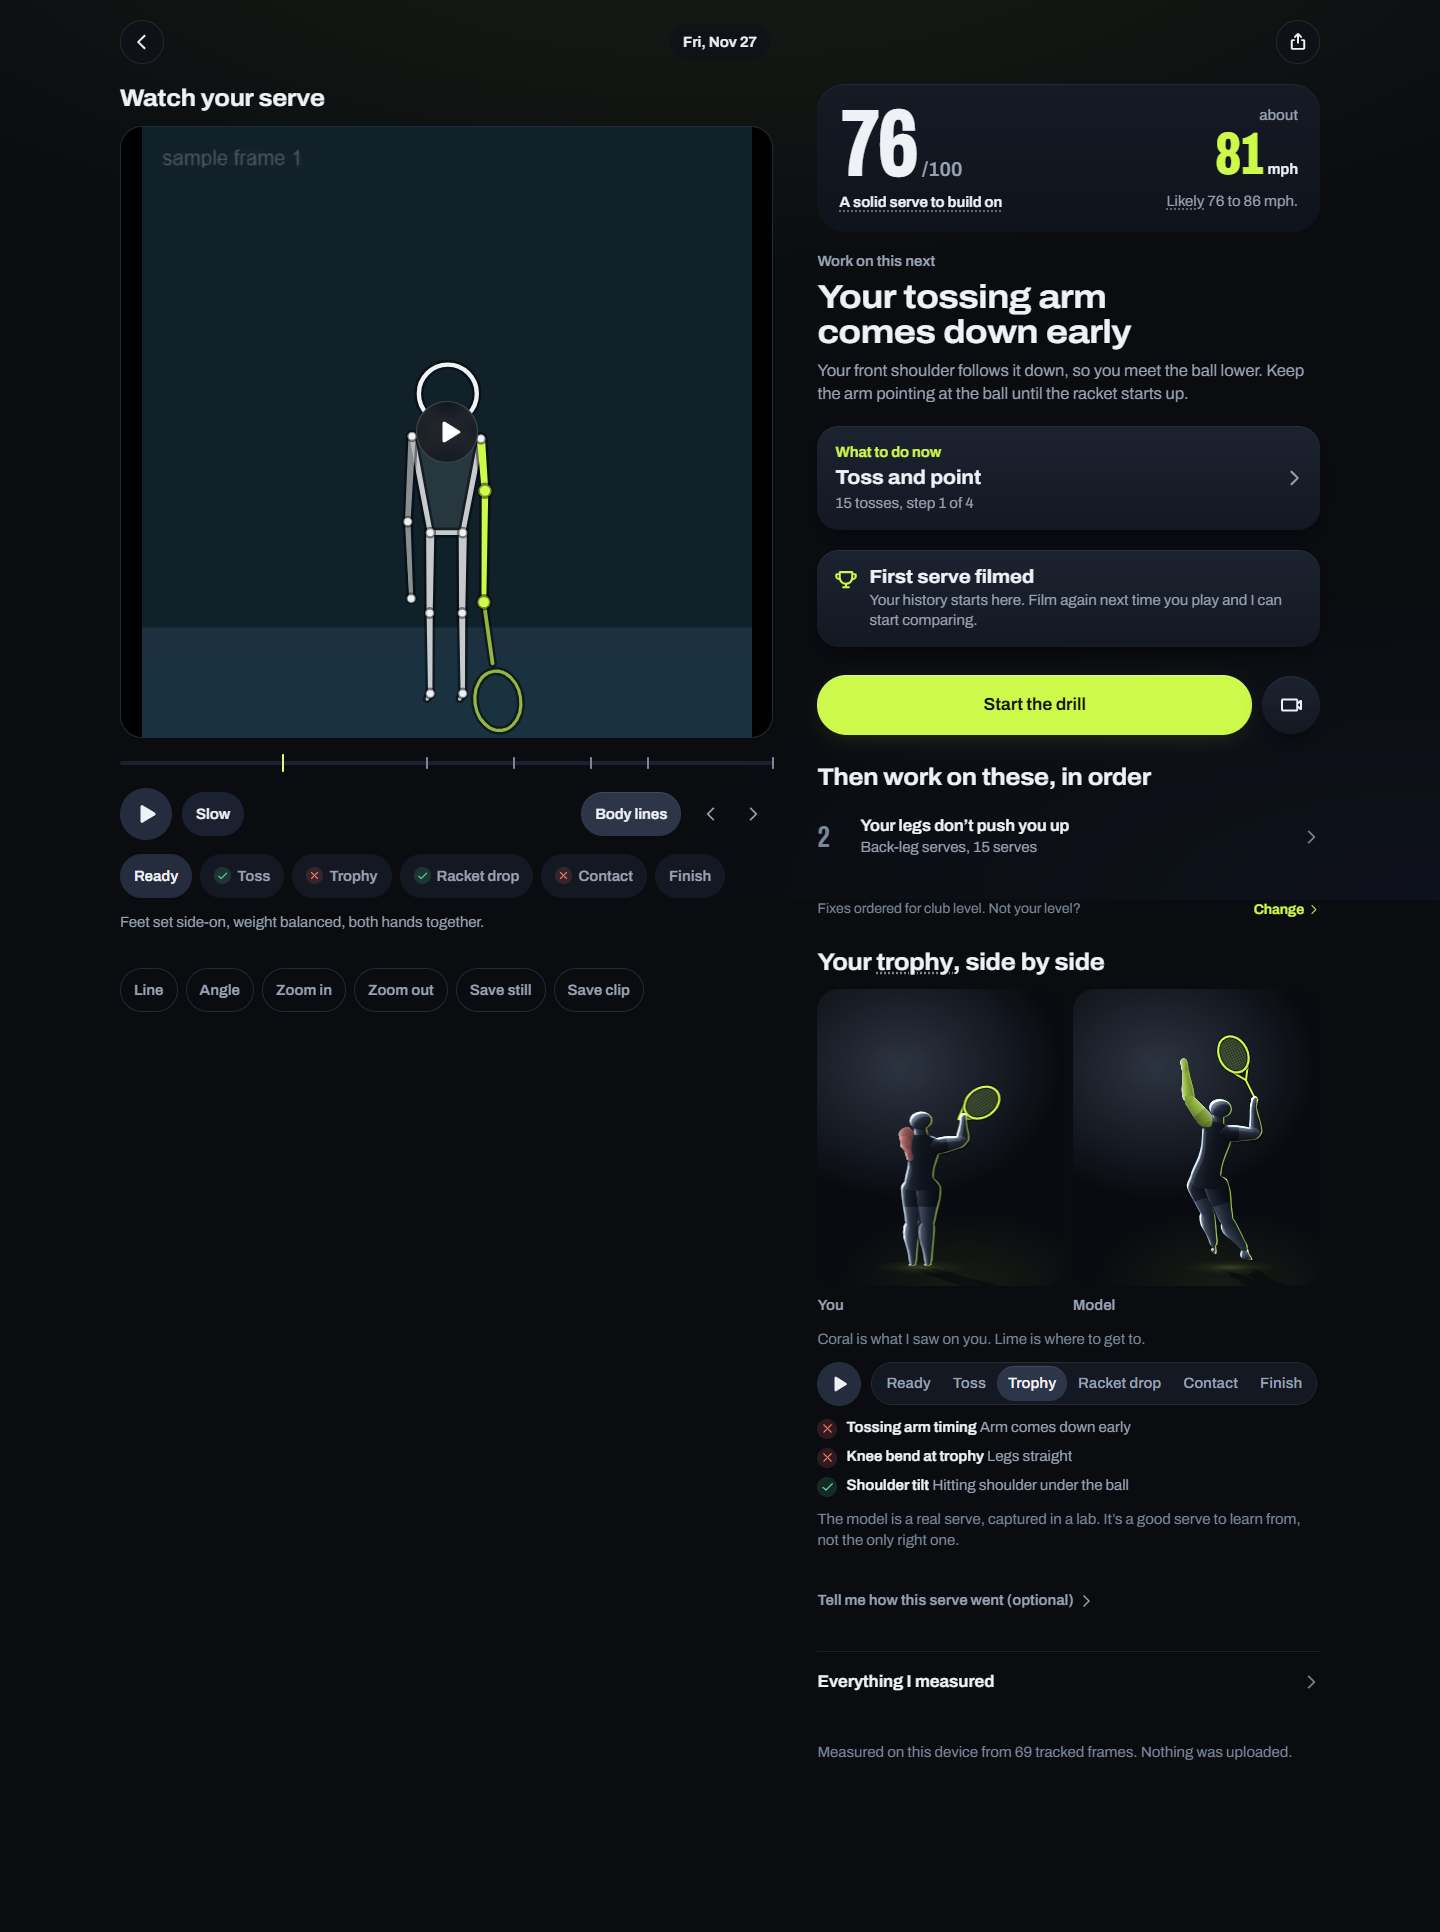 Fri, Nov 27
Watch your serve
sample frame 1
Slow
Body lines
Ready
Toss
Trophy
Racket drop
Contact
Finish
Feet set side-on, weight balanced, both hands together.
Line
Angle
Zoom in
Zoom out
Save still
Save clip
76 /100
A solid serve to build on
about
81 mph
Likely 76 to 86 mph.
Work on this next
Your tossing arm
comes down early
Your front shoulder follows it down, so you meet the ball lower. Keep
the arm pointing at the ball until the racket starts up.
What to do now
Toss and point
15 tosses, step 1 of 4
First serve filmed
Your history starts here. Film again next time you play and I can
start comparing.
Start the drill
Then work on these, in order
2
Your legs don’t push you up
Back-leg serves, 15 serves
Fixes ordered for club level. Not your level?
Change
Your trophy, side by side
You
Model
Coral is what I saw on you. Lime is where to get to.
Ready
Toss
Trophy
Racket drop
Contact
Finish
Tossing arm timing Arm comes down early
Knee bend at trophy Legs straight
Shoulder tilt Hitting shoulder under the ball
The model is a real serve, captured in a lab. It’s a good serve to learn from,
not the only right one.
Tell me how this serve went (optional)
Everything I measured
Measured on this device from 69 tracked frames. Nothing was uploaded.